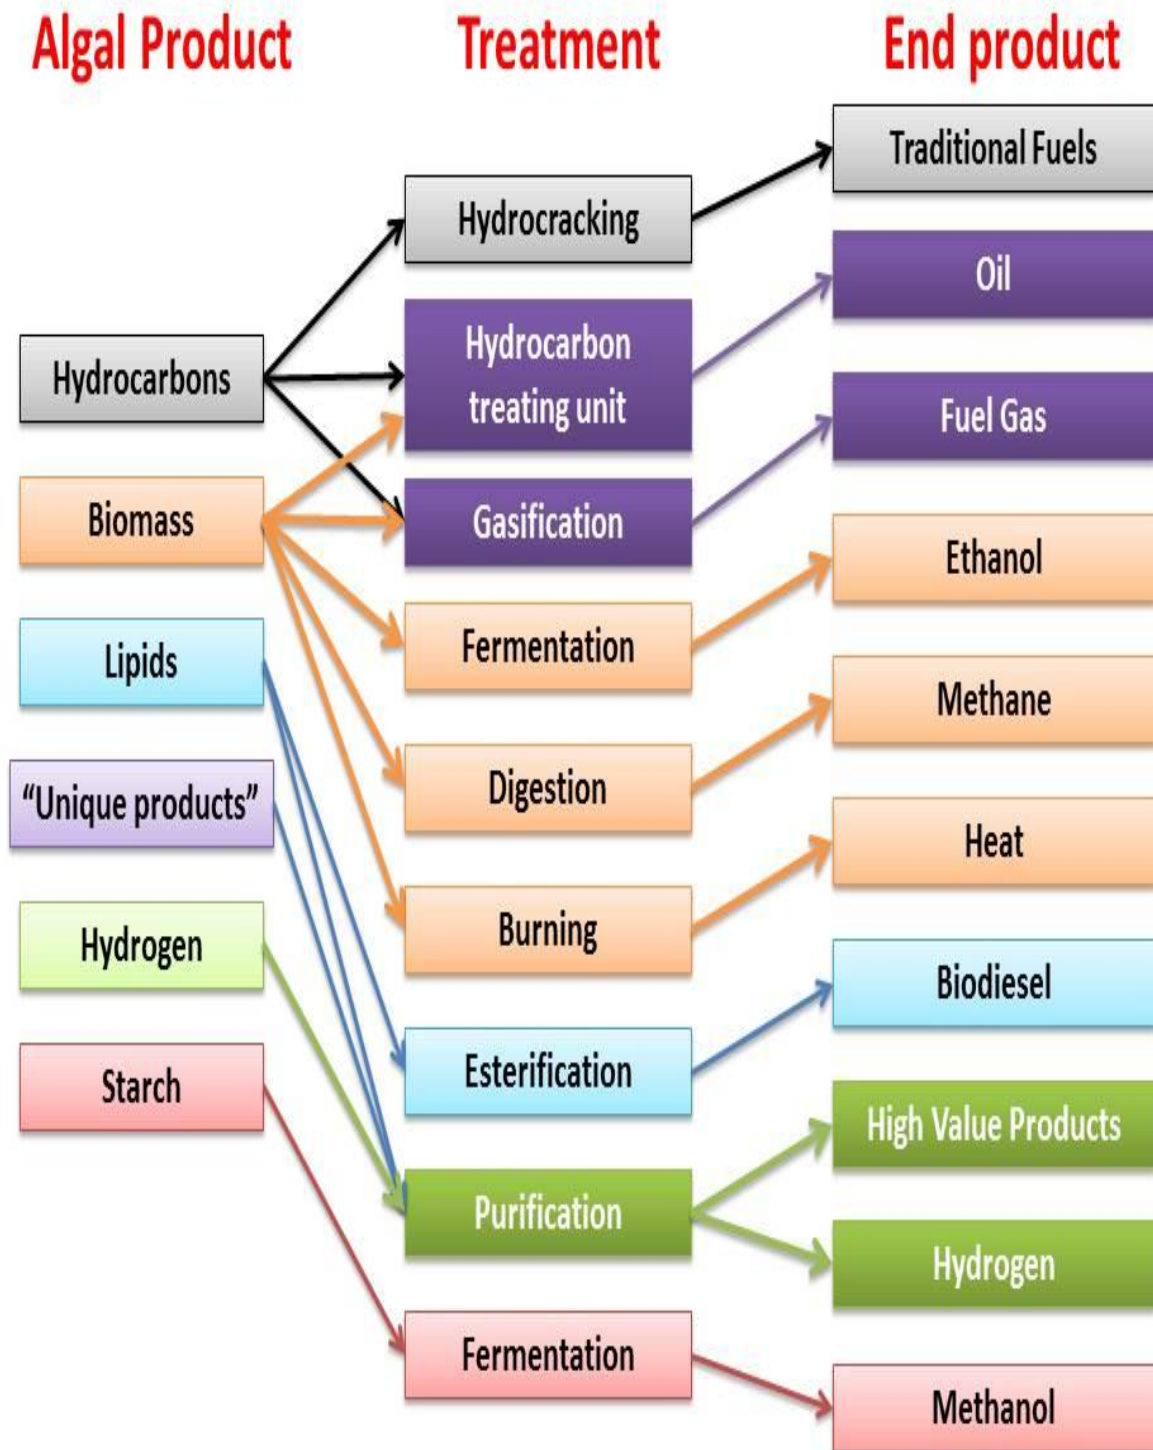 Algal Product
Treatment
End product
Hydrocarbons
Biomass
Lipids
“Unique products”
Hydrogen
Starch
Hydrocracking
Hydrocarbon
treating unit
Gasification
Fermentation
Digestion
Burning
Esterification
Purification
Fermentation
Traditional Fuels
Oil
Fuel Gas
Ethanol
Methane
Heat
Biodiesel
High Value Products
Hydrogen
Methanol